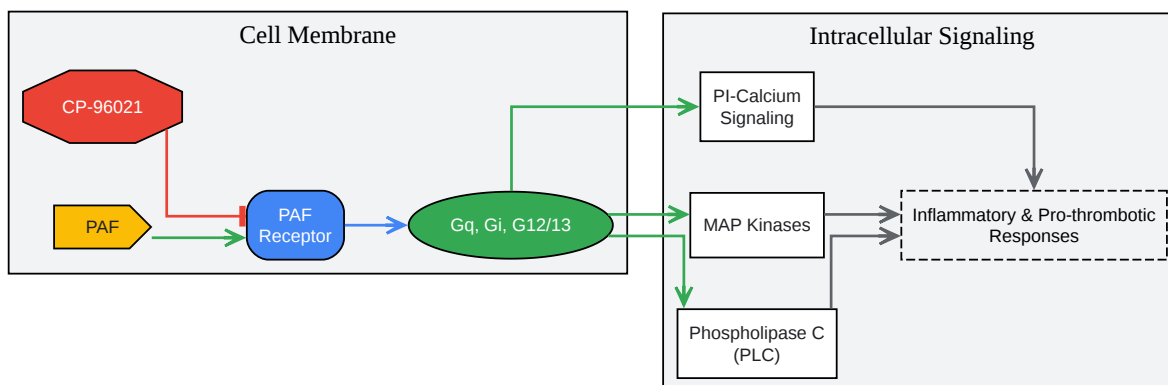 Cell Membrane
CP-96021
PAF
PAF
Receptor
Gq, Gi, G12/13
Intracellular Signaling
PI-Calcium
Signaling
MAP Kinases
Phospholipase C
(PLC)
Inflammatory & Pro-thrombotic
Responses